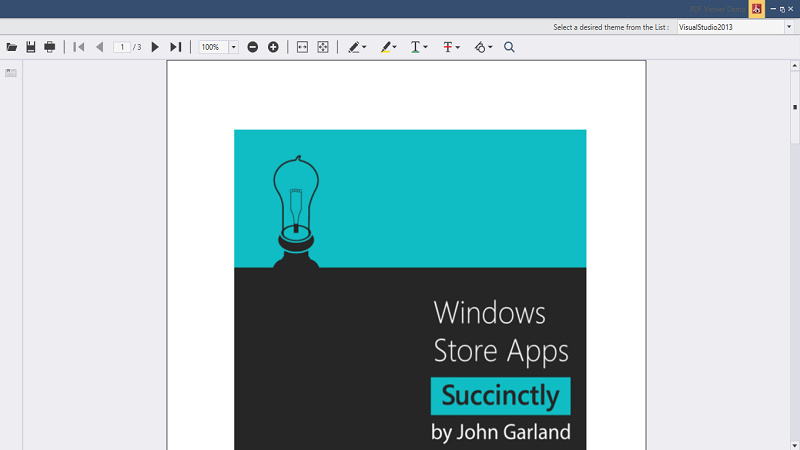 PDF Viewer Demo
Select a desired theme from the List :
VisualStudio2013
1 / 3
100%
T
T
Windows
Store Apps
Succinctly
by John Garland